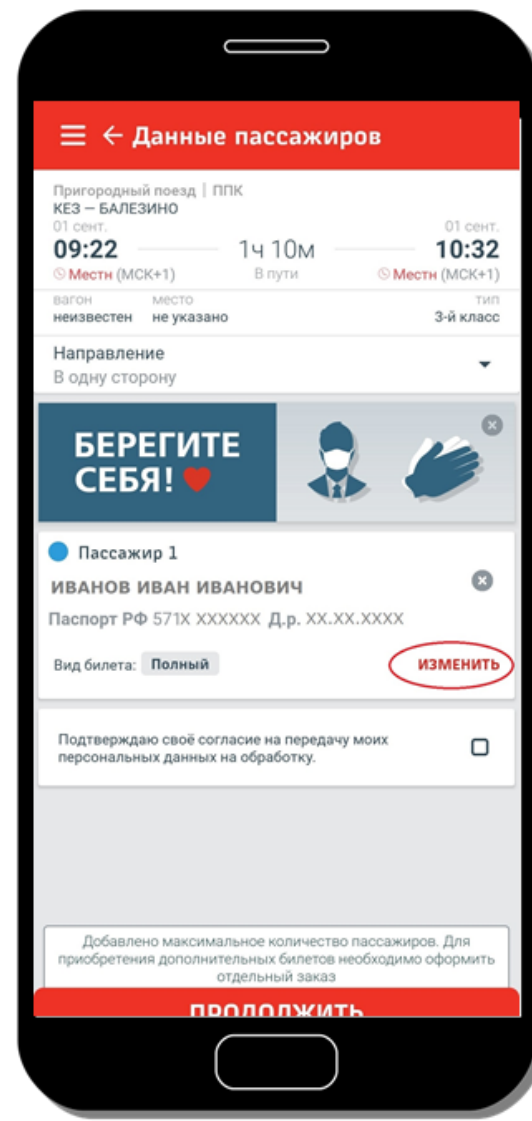 Данные пассажиров
Пригородный поезд | ППК
КЕЗ – БАЛЕЗИНО
01 сент. 01 сент.
09:22 1ч 10м 10:32
Местн (МСК+1) В пути Местн (МСК+1)
вагон место тип
неизвестен не указано 3-й класс
Направление
В одну сторону
БЕРЕГИТЕ
СЕБЯ!
Пассажир 1
ИВАНОВ ИВАН ИВАНОВИЧ
Паспорт РФ 571X XXXXXX Д.р. XX.XX.XXXX
Вид билета: Полный ИЗМЕНИТЬ
Подтверждаю своё согласие на передачу моих
персональных данных на обработку.
Добавлено максимальное количество пассажиров. Для
приобретения дополнительных билетов необходимо оформить
отдельный заказ
ПРОДОЛЖИТЬ